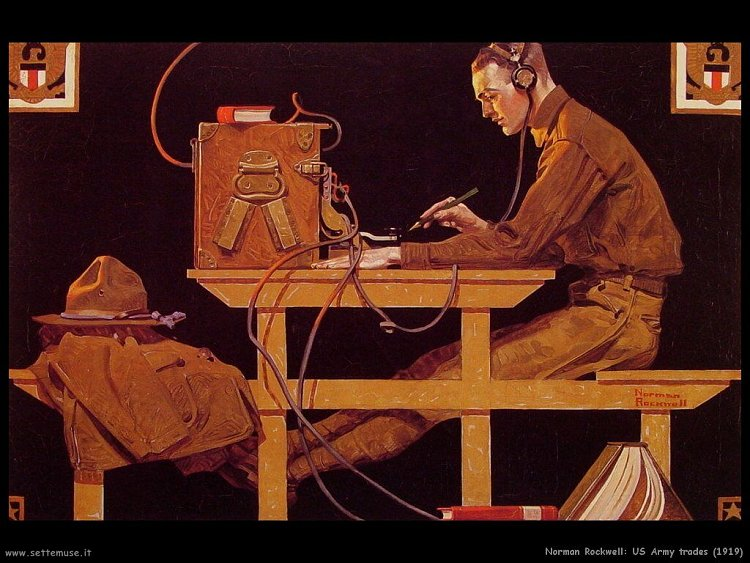 Norman
Rockwell
www.settemuse.it
Norman Rockwell: US Army trades (1919)